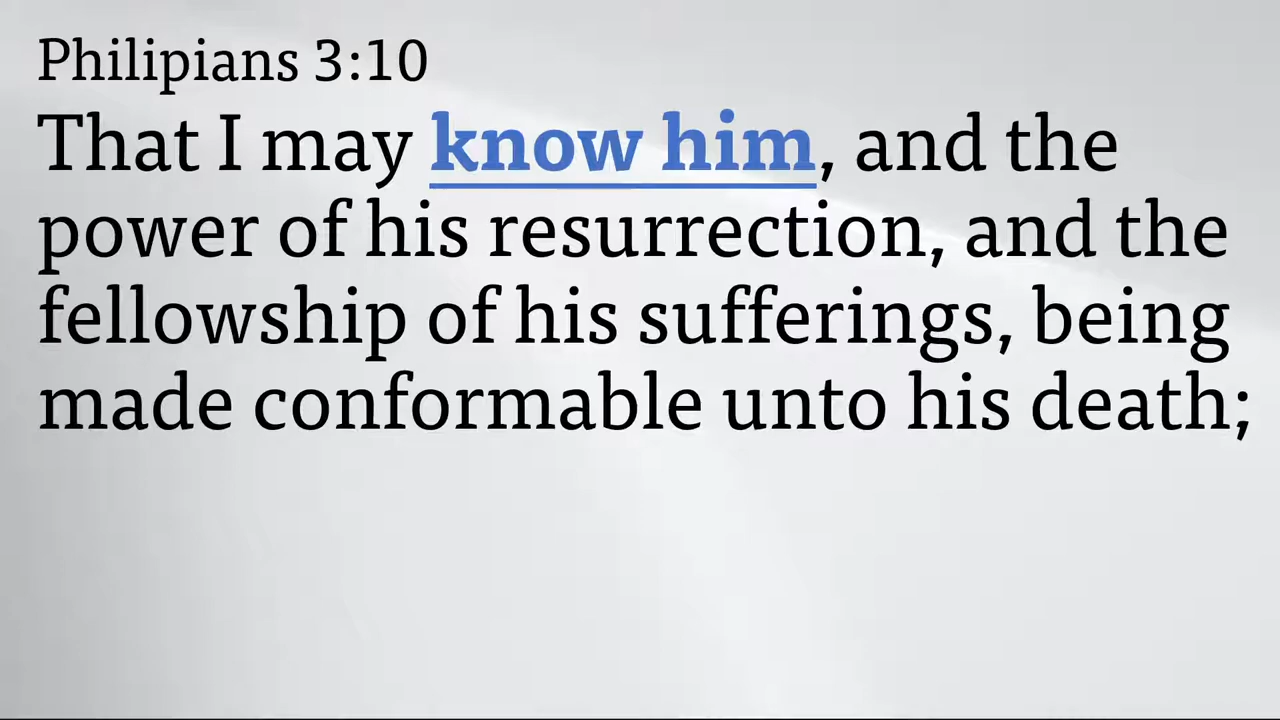 Philipians 3:10
That I may know him, and the
power of his resurrection, and the
fellowship of his sufferings, being
made conformable unto his death;